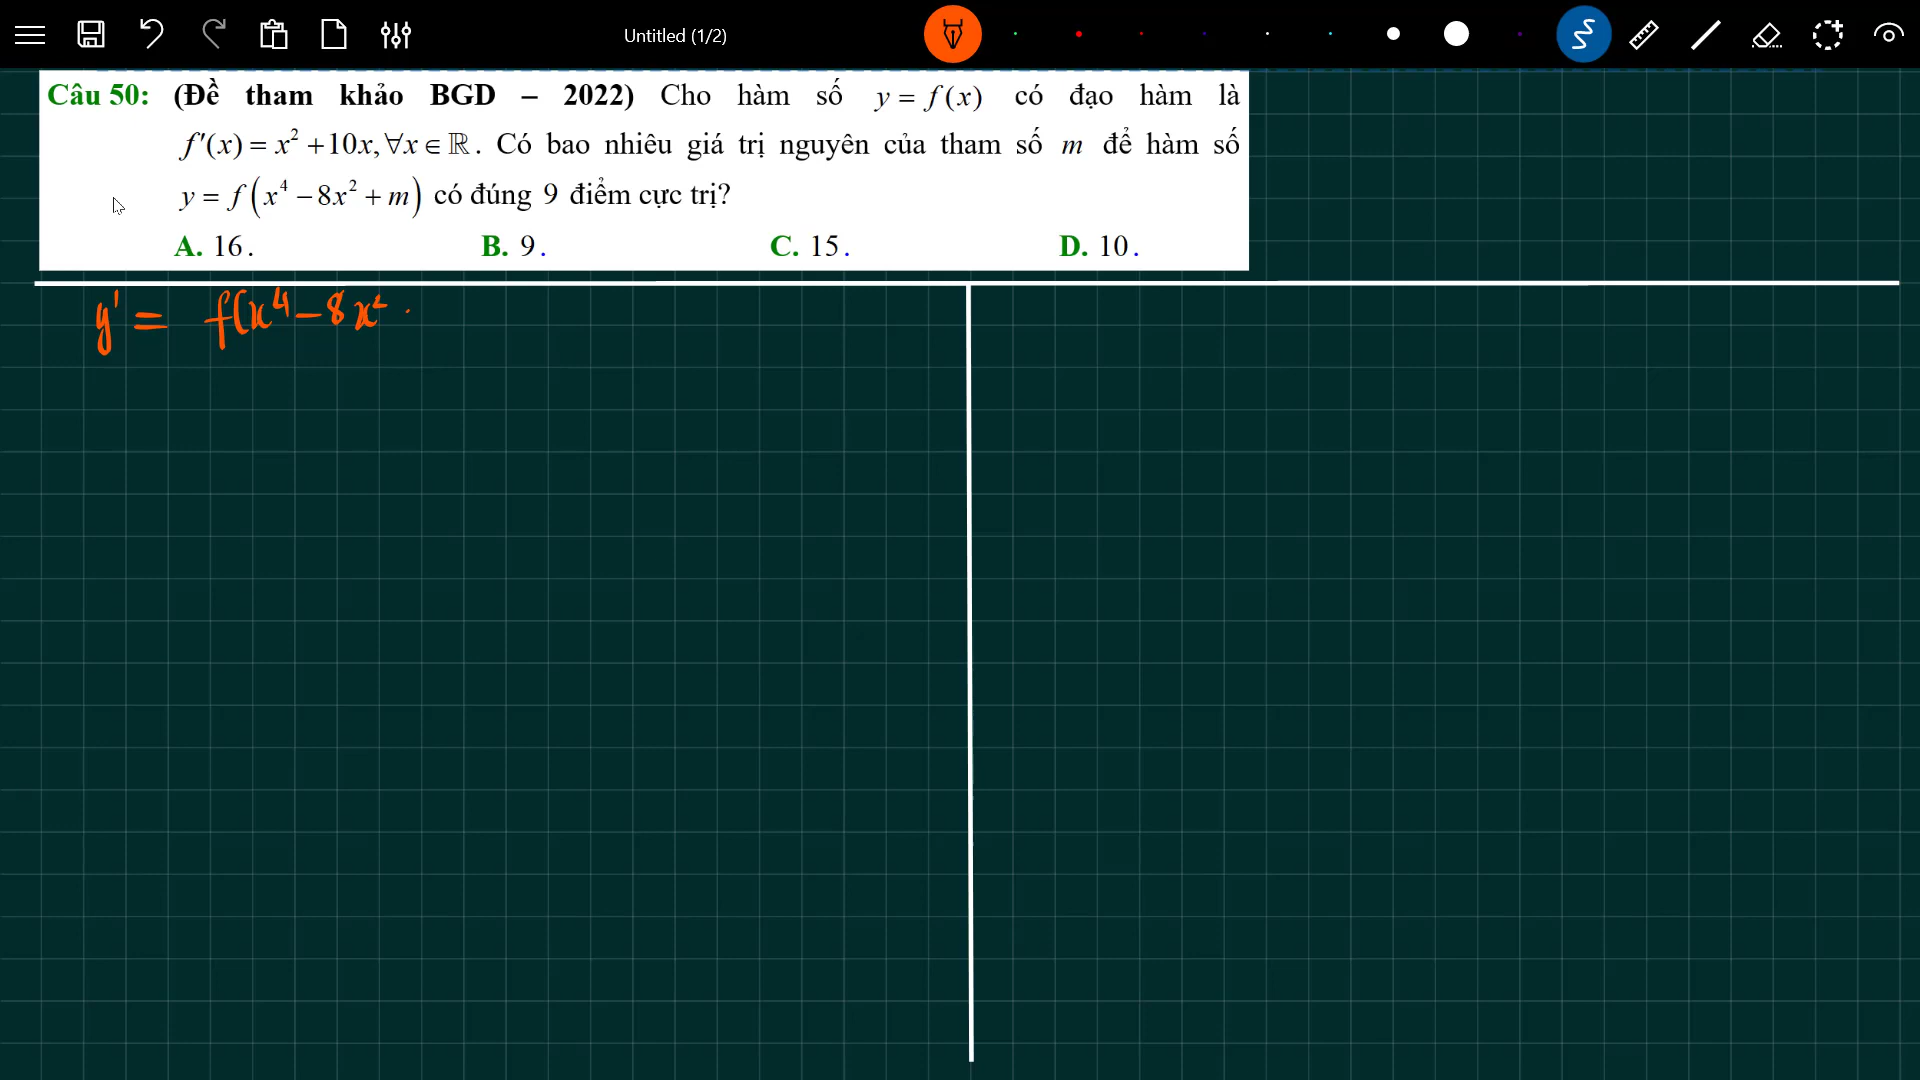 Untitled (1/2)
Câu 50: (Đề tham khảo BGD – 2022) Cho hàm số y = f(x) có đạo hàm là
f′(x) = x² + 10x, ∀x ∈ ℝ. Có bao nhiêu giá trị nguyên của tham số m để hàm số
y = f(x⁴ − 8x² + m) có đúng 9 điểm cực trị?
A. 16. B. 9. C. 15. D. 10.
y' = f(x⁴ − 8x²